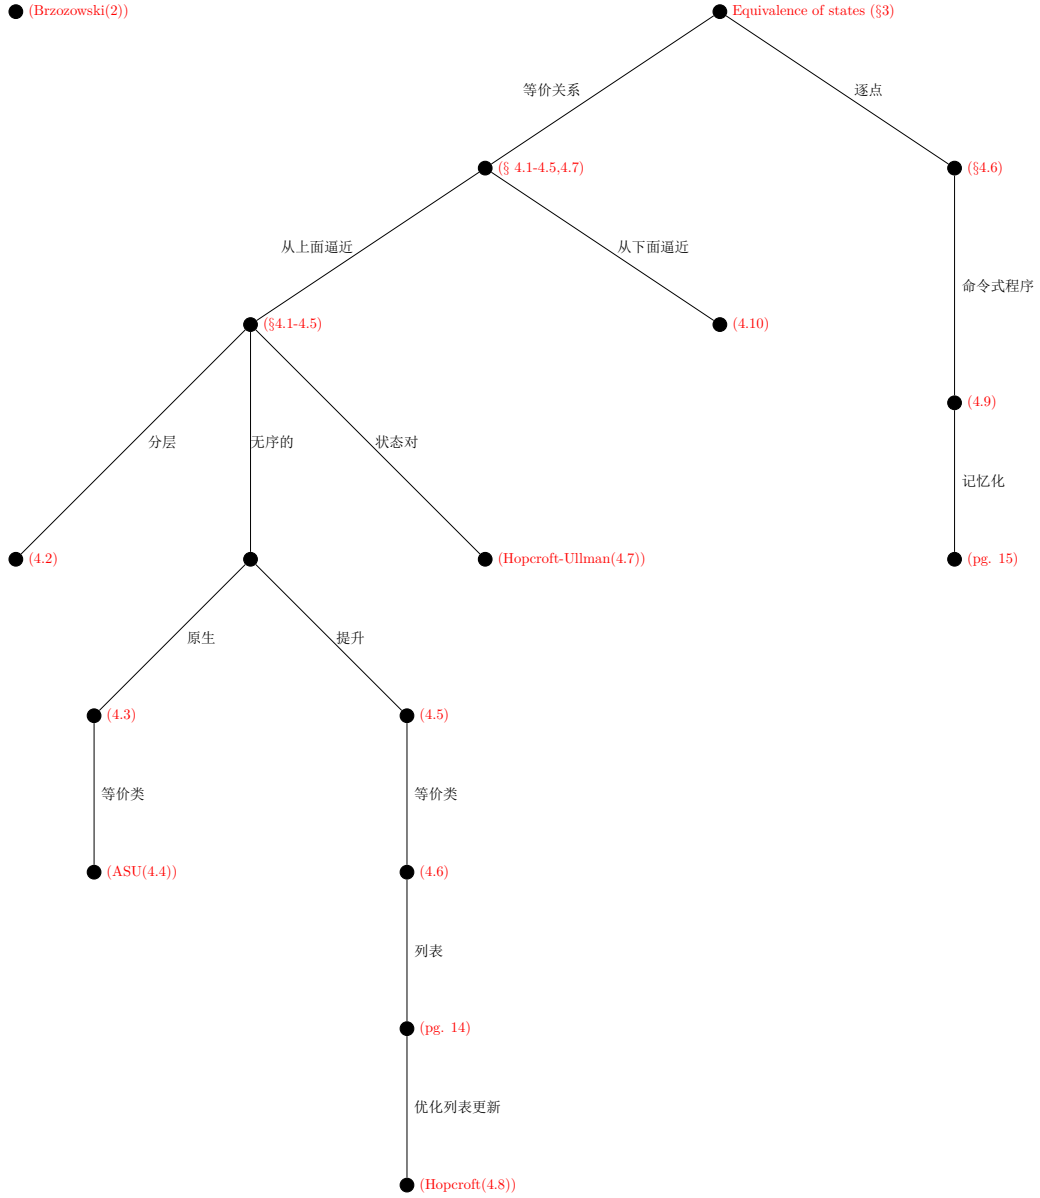 (Brzozowski(2))
Equivalence of states (§3)
等价关系
逐点
(§ 4.1-4.5,4.7)
(§4.6)
从上面逼近
从下面逼近
命令式程序
(§4.1-4.5)
(4.10)
(4.9)
分层
无序的
状态对
记忆化
(4.2)
(Hopcroft-Ullman(4.7))
(pg. 15)
原生
提升
(4.3)
(4.5)
等价类
等价类
(ASU(4.4))
(4.6)
列表
(pg. 14)
优化列表更新
(Hopcroft(4.8))